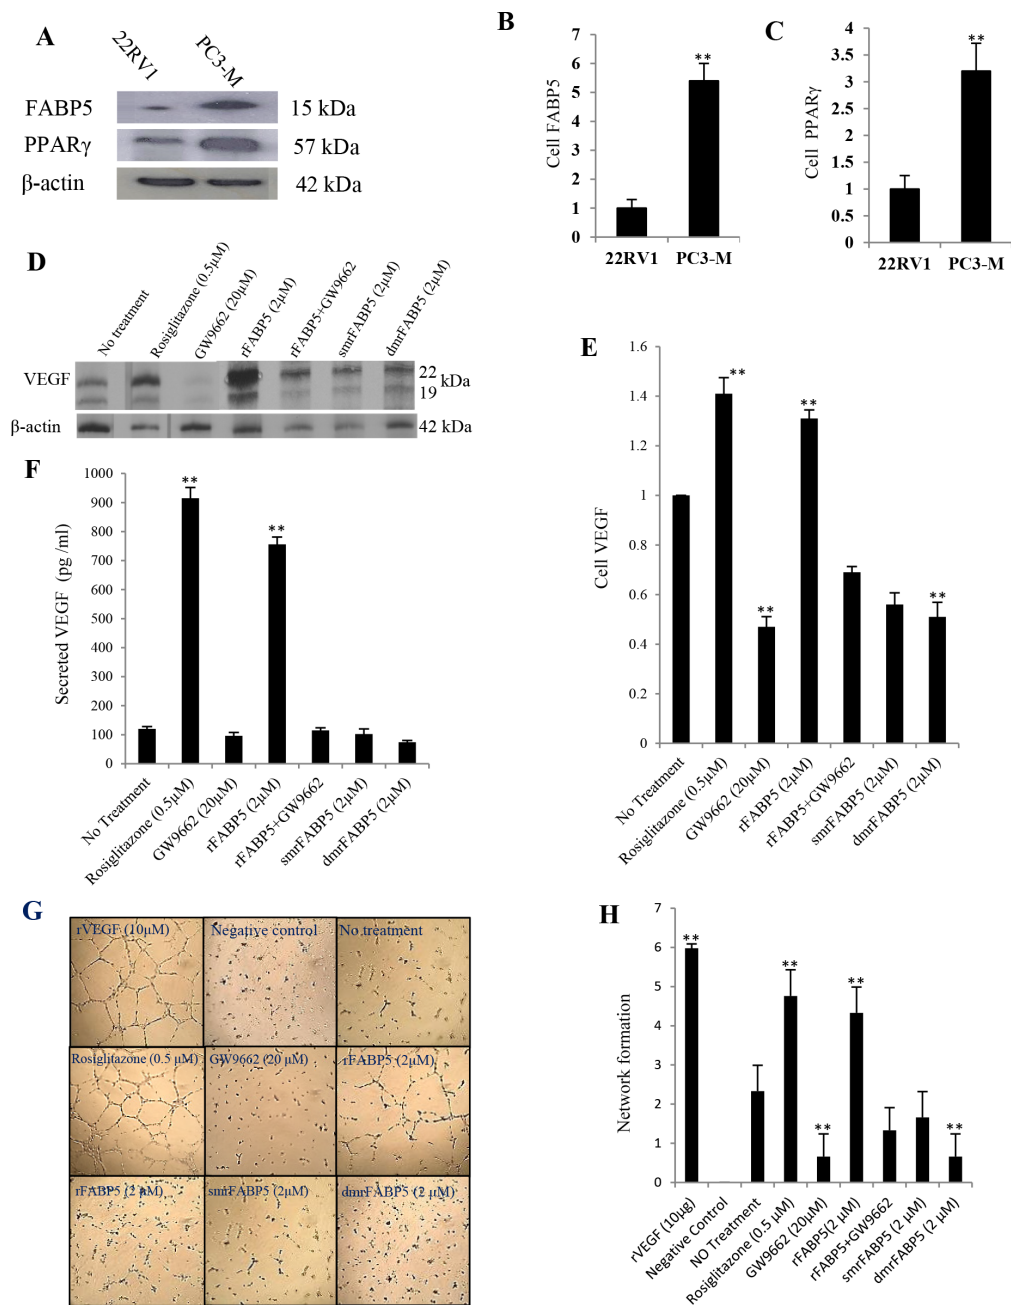 A
22RV1
PC3-M
FABP5
15 kDa
PPARγ
57 kDa
β-actin
42 kDa
B
Cell FABP5
7
6
5
4
3
2
1
0
**
22RV1
PC3-M
C
Cell PPARγ
4
3.5
3
2.5
2
1.5
1
0.5
0
**
22RV1
PC3-M
D
No treatment
Rosiglitazone (0.5μM)
GW9662 (20μM)
rFABP5 (2μM)
rFABP5+GW9662
smrFABP5 (2μM)
dmrFABP5 (2μM)
VEGF
22
kDa
19
β-actin
42 kDa
E
Cell VEGF
1.6
1.4
1.2
1
0.8
0.6
0.4
0.2
0
**
**
**
**
No Treatment
Rosiglitazone (0.5μM)
GW9662 (20μM)
rFABP5 (2μM)
rFABP5+GW9662
smrFABP5 (2μM)
dmrFABP5 (2μM)
F
Secreted VEGF (pg /ml)
1000
900
800
700
600
500
400
300
200
100
0
**
**
No Treatment
Rosiglitazone (0.5μM)
GW9662 (20μM)
rFABP5 (2μM)
rFABP5+GW9662
smrFABP5 (2μM)
dmrFABP5 (2μM)
G
rVEGF (10μM)
Negative control
No treatment
Rosiglitazone (0.5 μM)
GW9662 (20 μM)
rFABP5 (2μM)
rFABP5 (2 μM)
smrFABP5 (2μM)
dmrFABP5 (2 μM)
H
Network formation
7
6
5
4
3
2
1
0
**
**
**
**
**
rVEGF (10μg)
Negative Control
NO Treatment
Rosiglitazone (0.5 μM)
GW9662 (20μM)
rFABP5(2 μM)
rFABP5+GW9662
smrFABP5 (2 μM)
dmrFABP5 (2 μM)